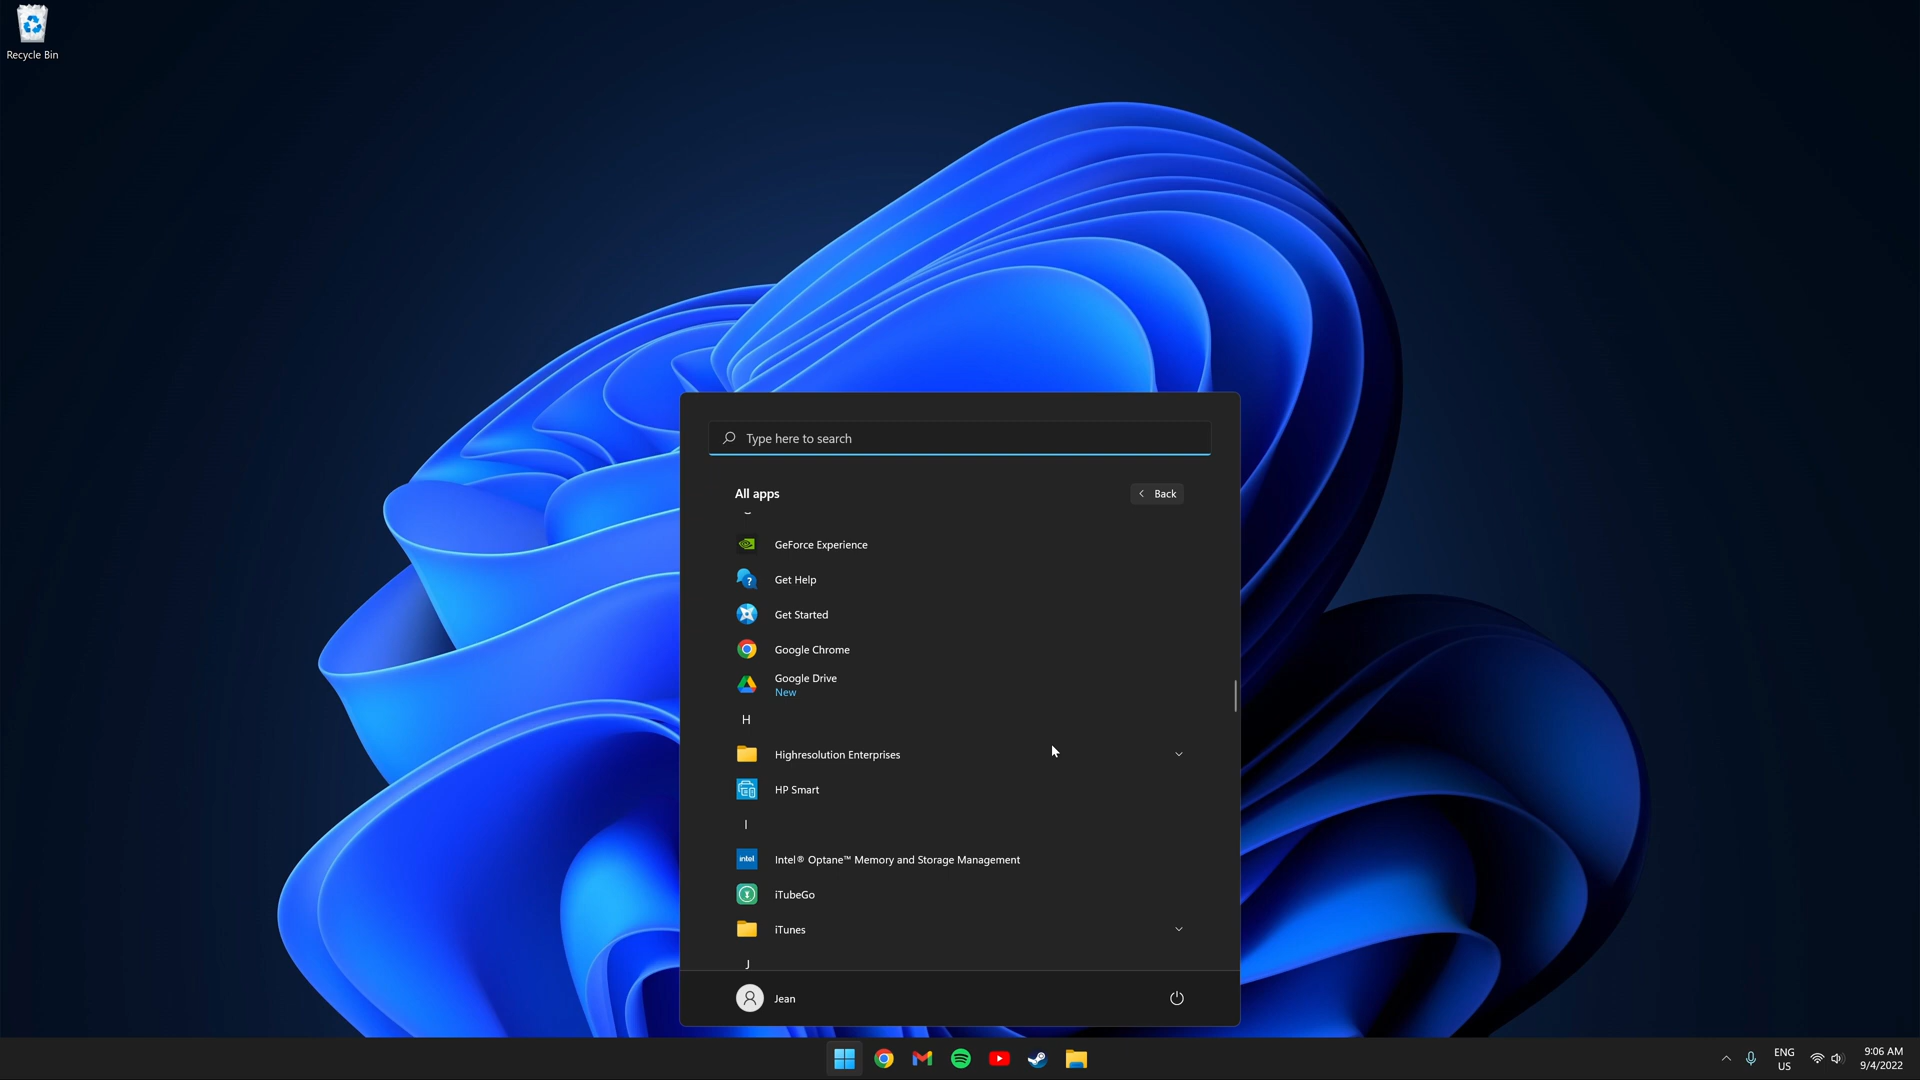 Recycle Bin
Type here to search
All apps
Back
GeForce Experience
Get Help
Get Started
Google Chrome
Google Drive
New
H
Highresolution Enterprises
HP Smart
I
intel
Intel® Optane™ Memory and Storage Management
iTubeGo
iTunes
J
Jean
ENG
US
9:06 AM
9/4/2022